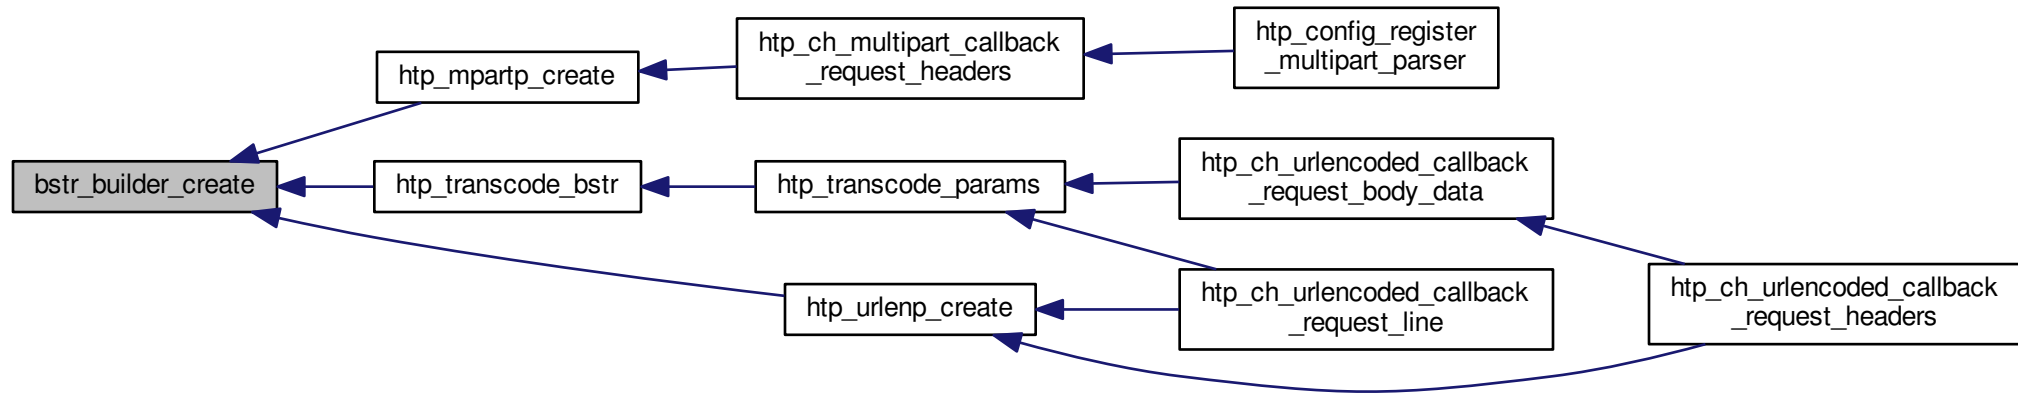 htp_ch_multipart_callback
_request_headers
htp_config_register
_multipart_parser
htp_mpartp_create
bstr_builder_create
htp_transcode_bstr
htp_transcode_params
htp_ch_urlencoded_callback
_request_body_data
htp_urlenp_create
htp_ch_urlencoded_callback
_request_line
htp_ch_urlencoded_callback
_request_headers